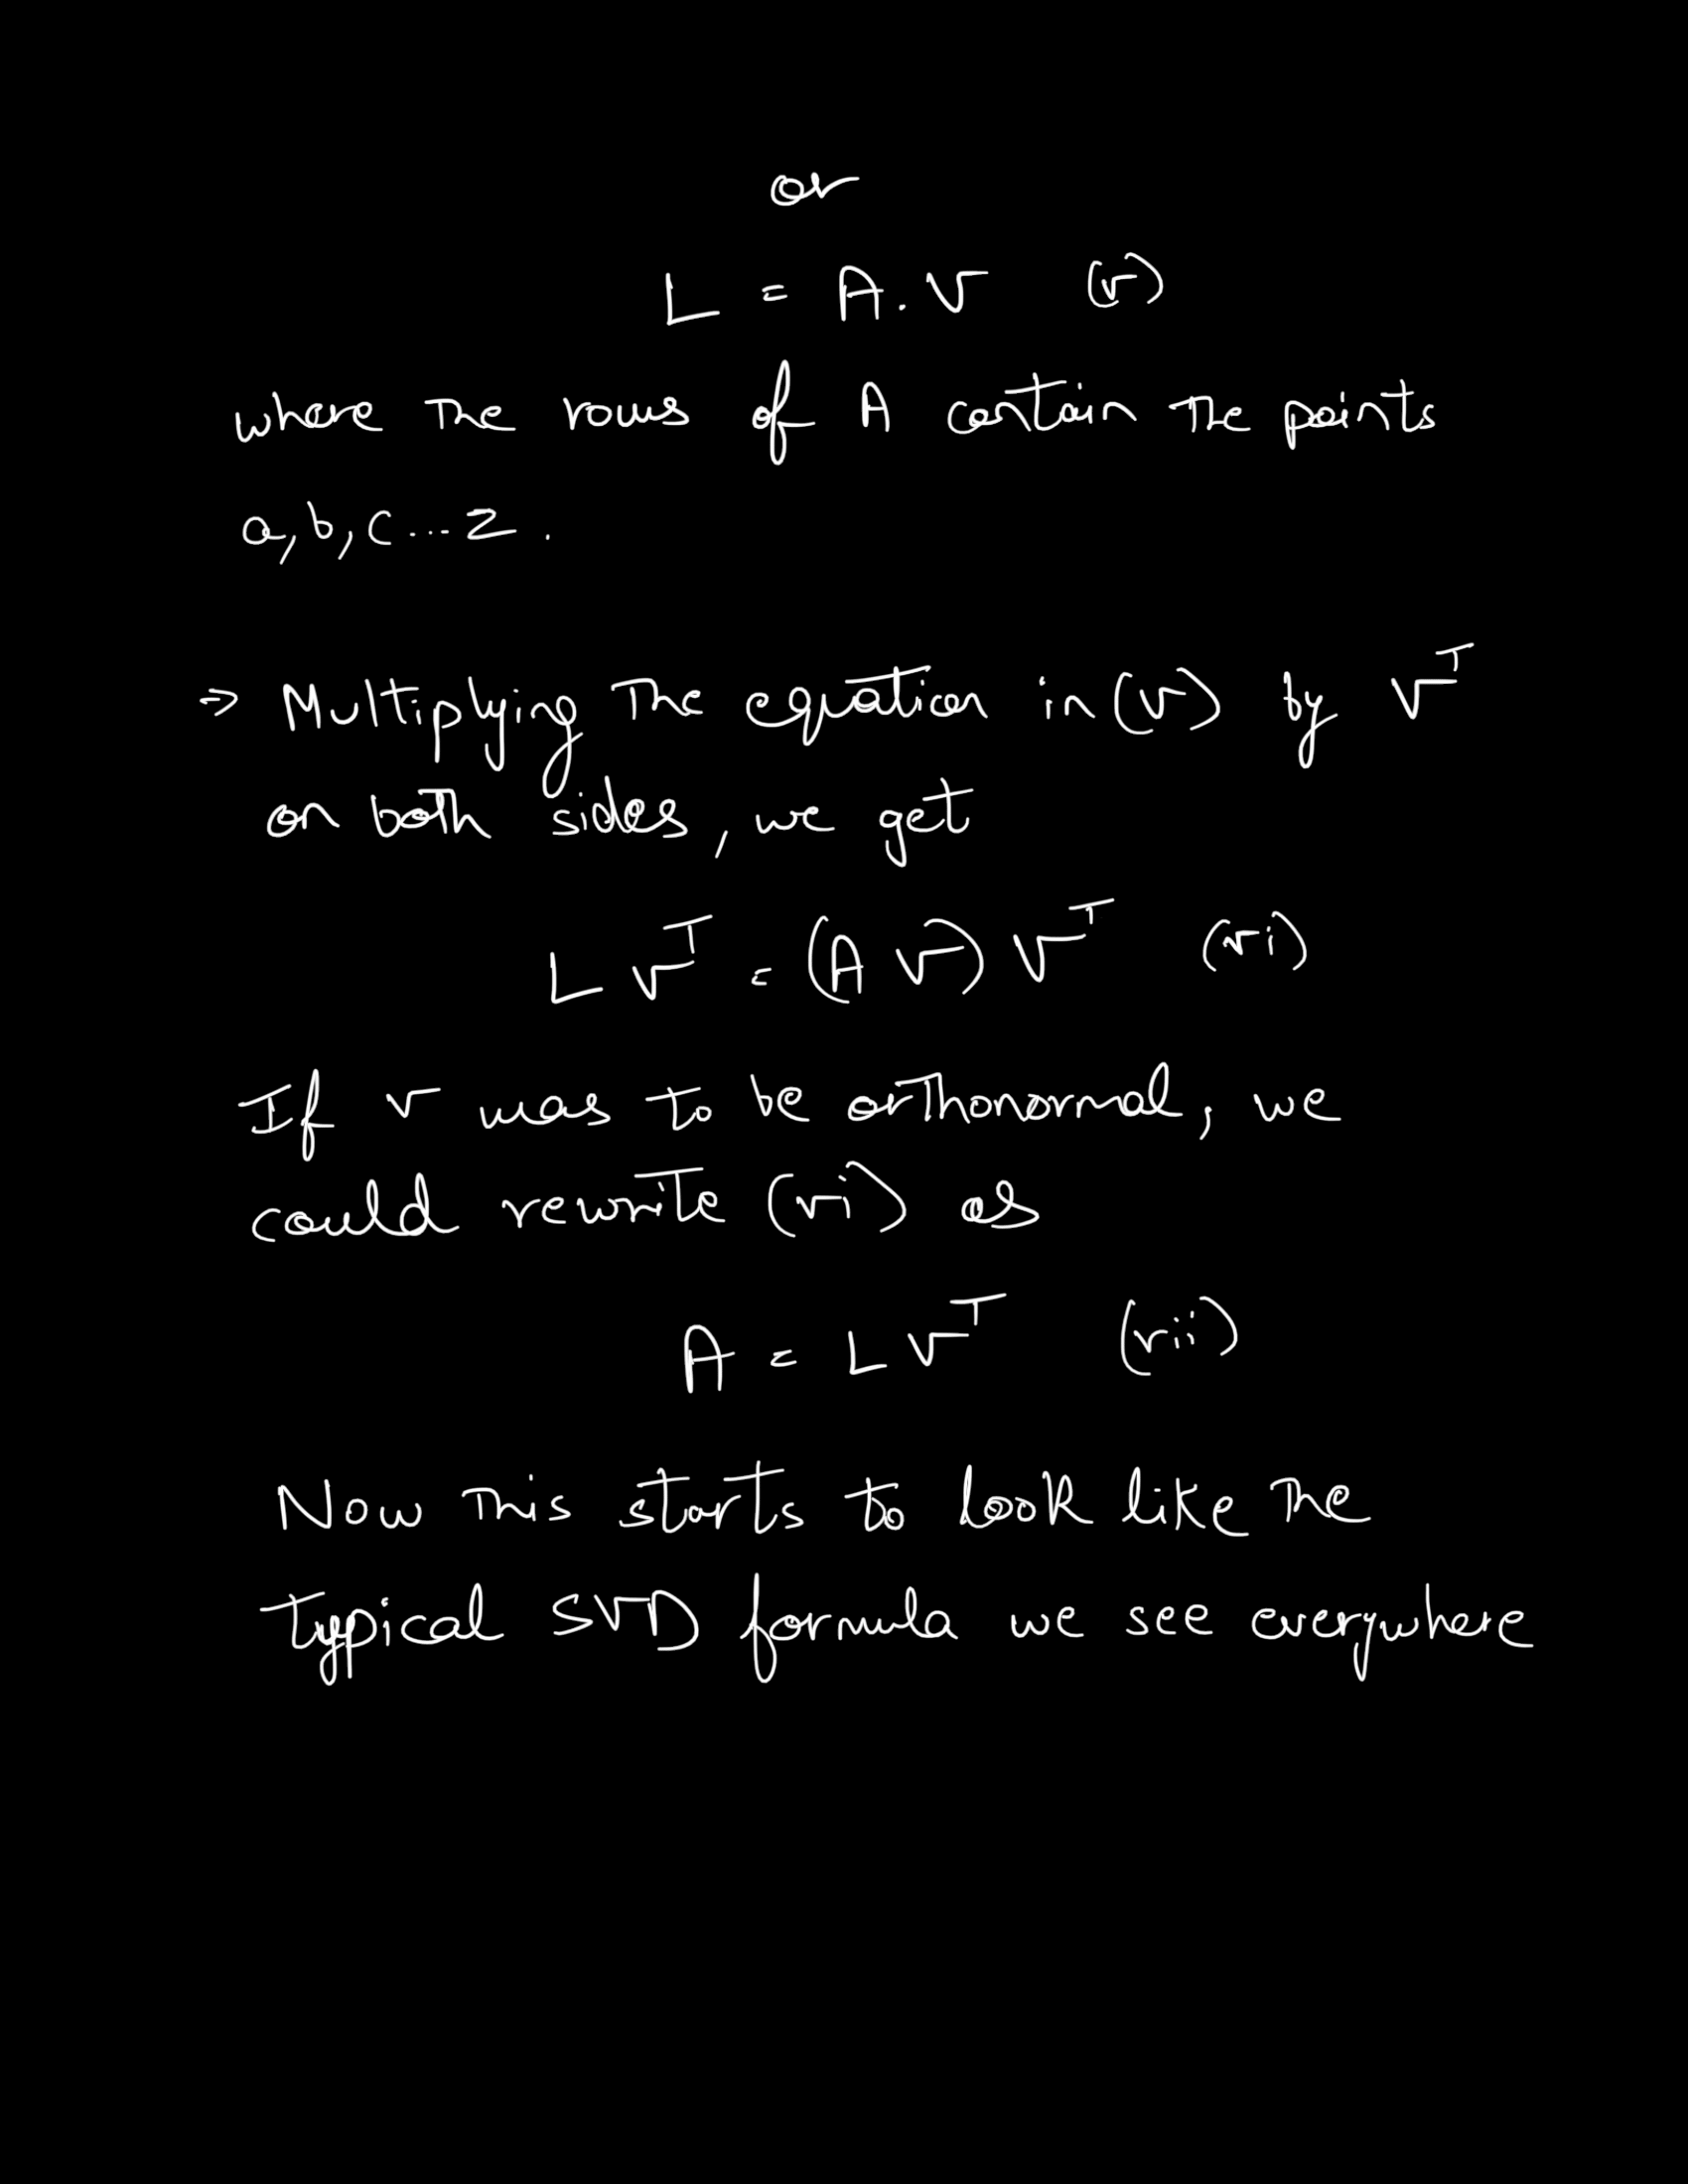 or
L = A.V (v)
where the rows of A contain the points
a, b, c ... z.
⇒ Multiplying the equation in (v) by V^T
on both sides, we get
L V^T = (A V) V^T (vi)
If V was to be orthonormal, we
could rewrite (vi) as
A = L V^T (vii)
Now this starts to look like the
typical SVD formula we see everywhere